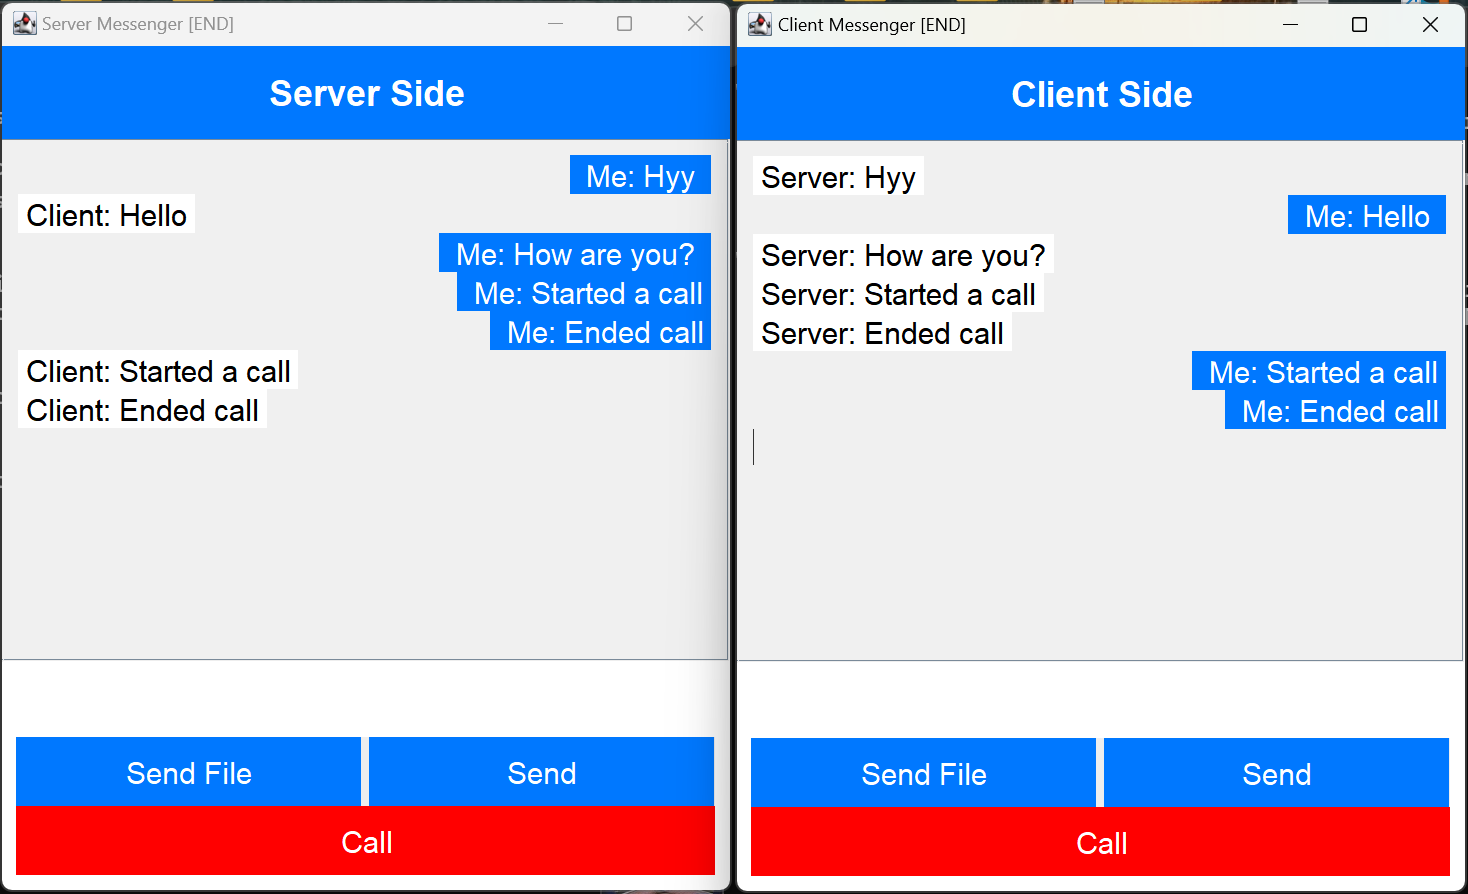 Server Messenger [END]
Server Side
Me: Hyy
Client: Hello
Me: How are you?
Me: Started a call
Me: Ended call
Client: Started a call
Client: Ended call
Send File
Send
Call
Client Messenger [END]
Client Side
Server: Hyy
Me: Hello
Server: How are you?
Server: Started a call
Server: Ended call
Me: Started a call
Me: Ended call
Send File
Send
Call